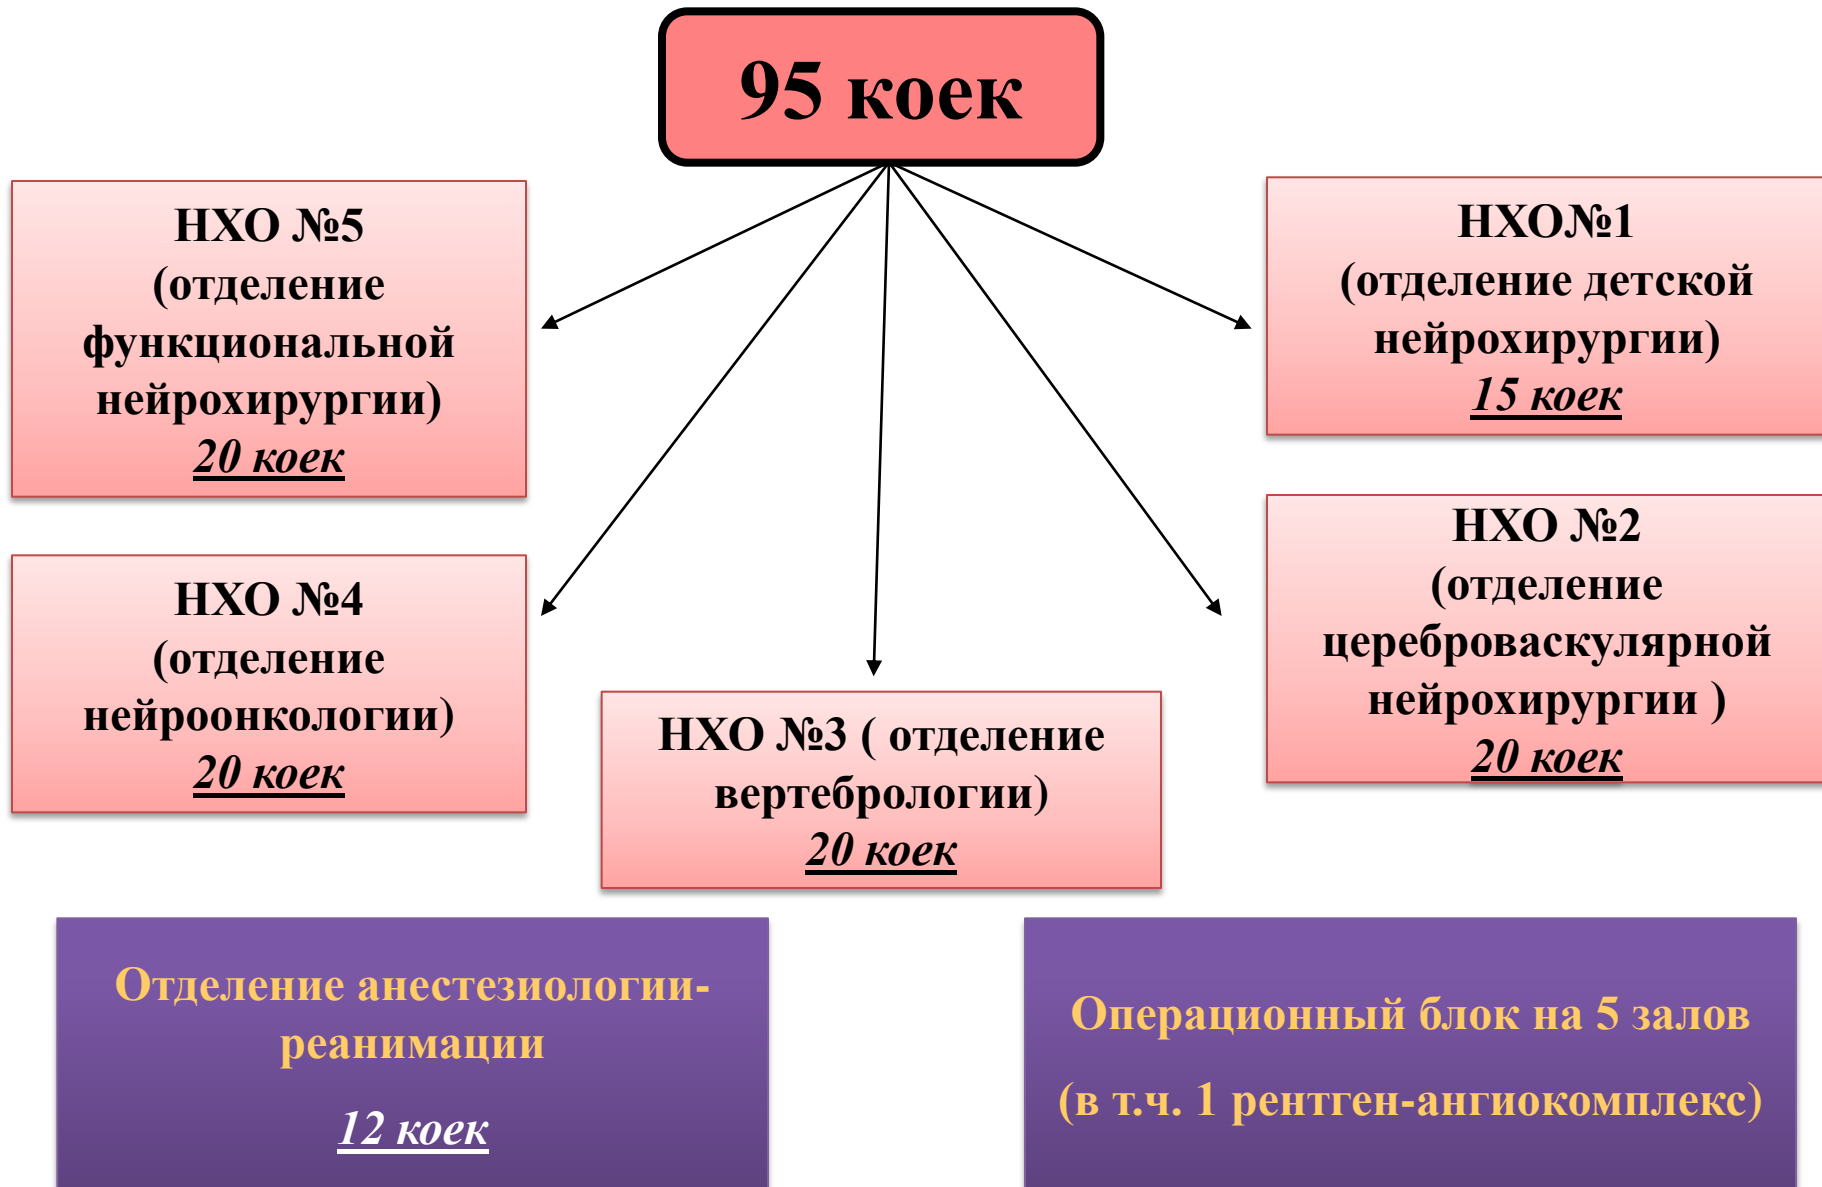 95 коек
НХО №5
(отделение
функциональной
нейрохирургии)
20 коек
НХО№1
(отделение детской
нейрохирургии)
15 коек
НХО №4
(отделение
нейроонкологии)
20 коек
НХО №2
(отделение
цереброваскулярной
нейрохирургии )
20 коек
НХО №3 ( отделение
вертебрологии)
20 коек
Отделение анестезиологии-
реанимации
12 коек
Операционный блок на 5 залов
(в т.ч. 1 рентген-ангиокомплекс)